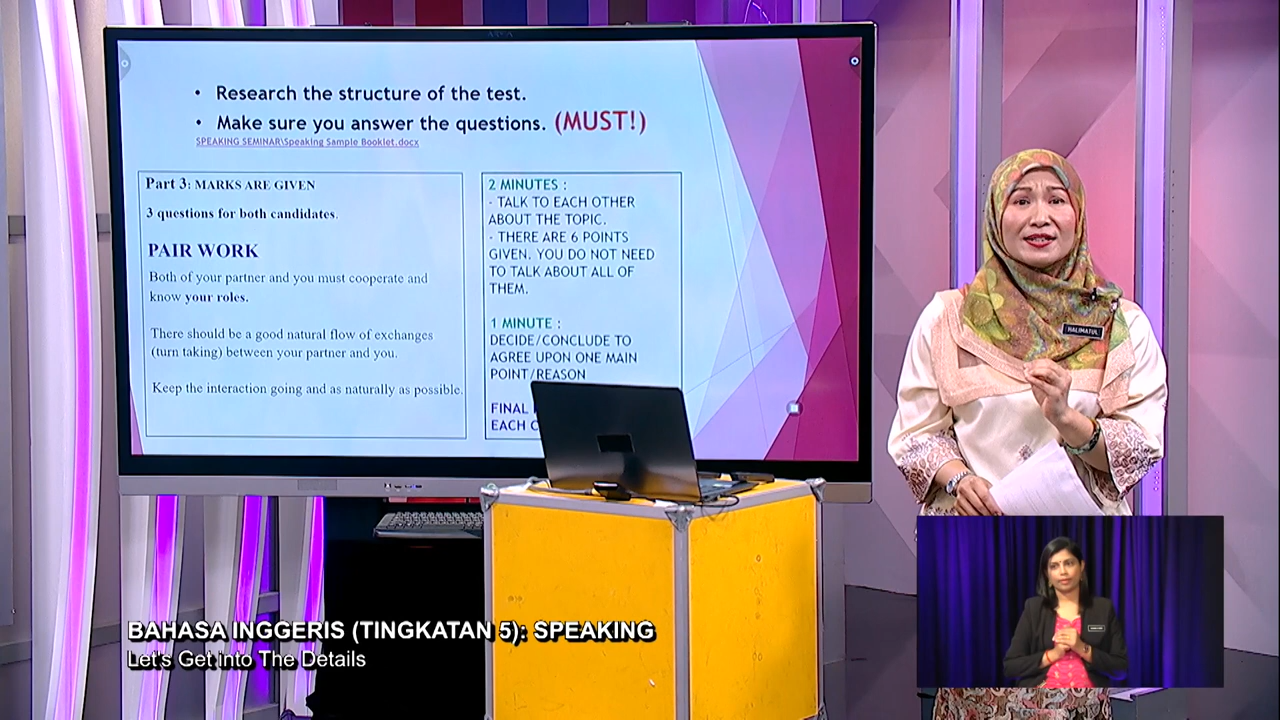 • Research the structure of the test.
• Make sure you answer the questions. (MUST!)
SPEAKING SEMINAR\Speaking Sample Booklet.docx
Part 3: MARKS ARE GIVEN
3 questions for both candidates.
PAIR WORK
Both of your partner and you must cooperate and
know your roles.
There should be a good natural flow of exchanges
(turn taking) between your partner and you.
Keep the interaction going and as naturally as possible.
2 MINUTES :
- TALK TO EACH OTHER
ABOUT THE TOPIC.
- THERE ARE 6 POINTS
GIVEN. YOU DO NOT NEED
TO TALK ABOUT ALL OF
THEM.
1 MINUTE :
DECIDE/CONCLUDE TO
AGREE UPON ONE MAIN
POINT/REASON
FINAL
EACH
HALIMATUL
BAHASA INGGERIS (TINGKATAN 5): SPEAKING
Let's Get into The Details